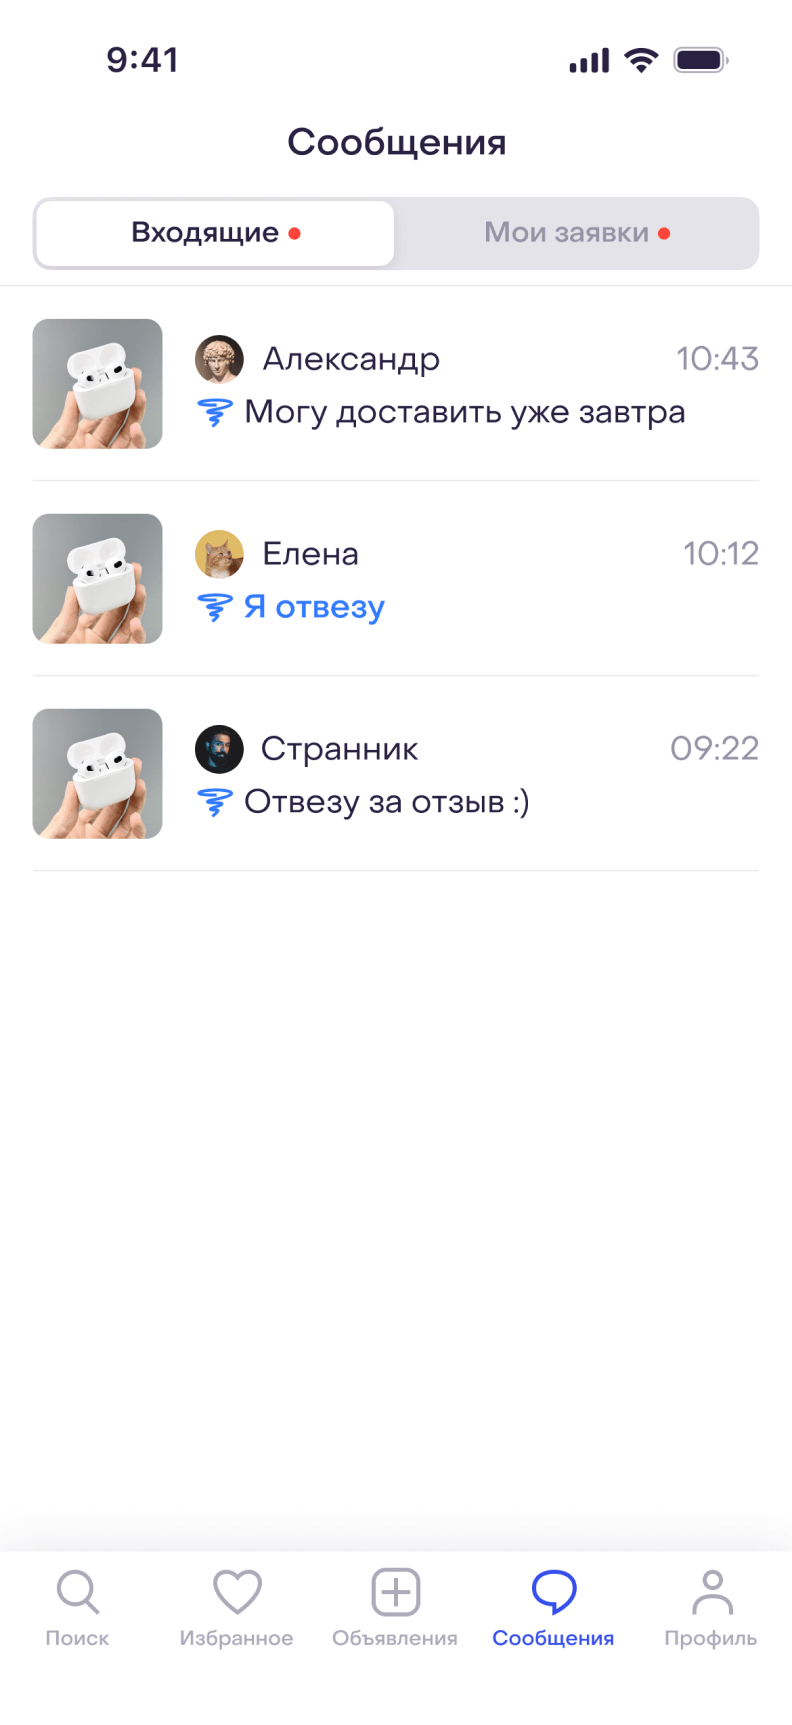 9:41
Сообщения
Входящие
Мои заявки
Александр
10:43
Могу доставить уже завтра
Елена
10:12
Я отвезу
Странник
09:22
Отвезу за отзыв :)
Поиск
Избранное
Объявления
Сообщения
Профиль